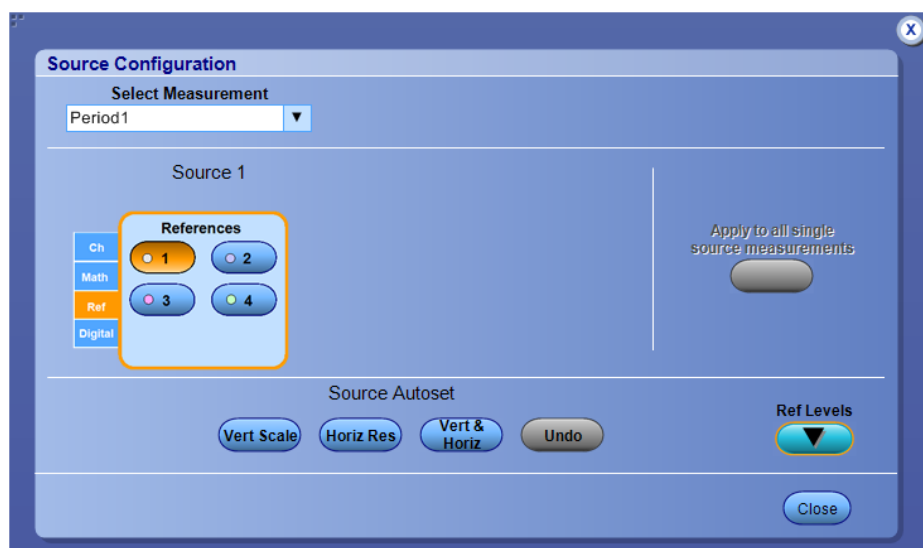 X
Source Configuration
Select Measurement
Period1
Source 1
Ch
Math
Ref
Digital
References
1
2
3
4
Apply to all single
source measurements
Source Autoset
Vert Scale
Horiz Res
Vert &
Horiz
Undo
Ref Levels
Close